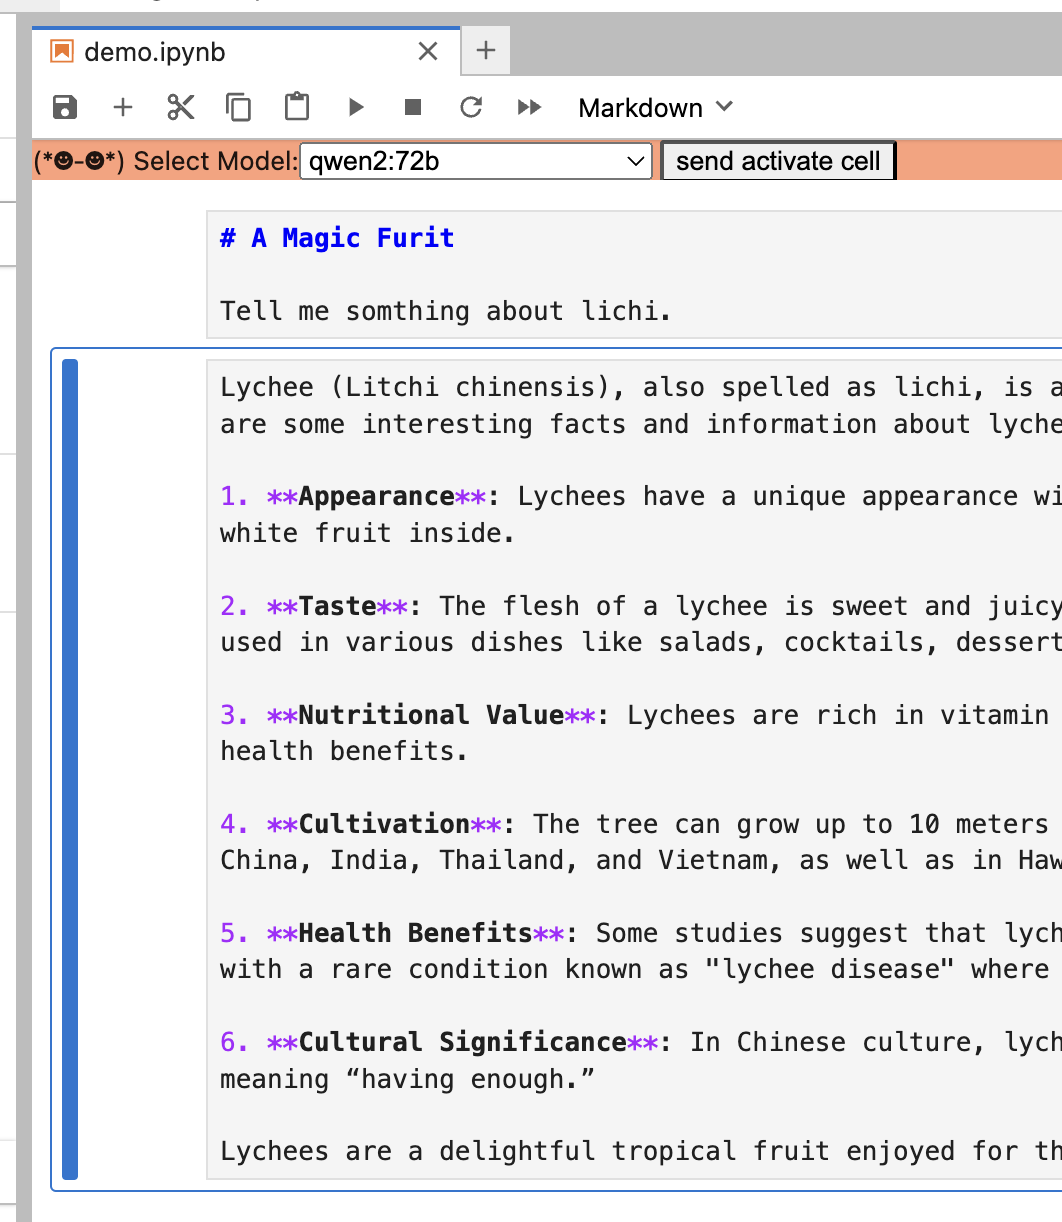 demo.ipynb
Markdown
(*☻-☻*) Select Model: qwen2:72b send activate cell
# A Magic Furit
Tell me somthing about lichi.
Lychee (Litchi chinensis), also spelled as lichi, is a
are some interesting facts and information about lyche
1. **Appearance**: Lychees have a unique appearance wi
white fruit inside.
2. **Taste**: The flesh of a lychee is sweet and juicy
used in various dishes like salads, cocktails, dessert
3. **Nutritional Value**: Lychees are rich in vitamin
health benefits.
4. **Cultivation**: The tree can grow up to 10 meters
China, India, Thailand, and Vietnam, as well as in Haw
5. **Health Benefits**: Some studies suggest that lych
with a rare condition known as "lychee disease" where
6. **Cultural Significance**: In Chinese culture, lych
meaning “having enough.”
Lychees are a delightful tropical fruit enjoyed for th